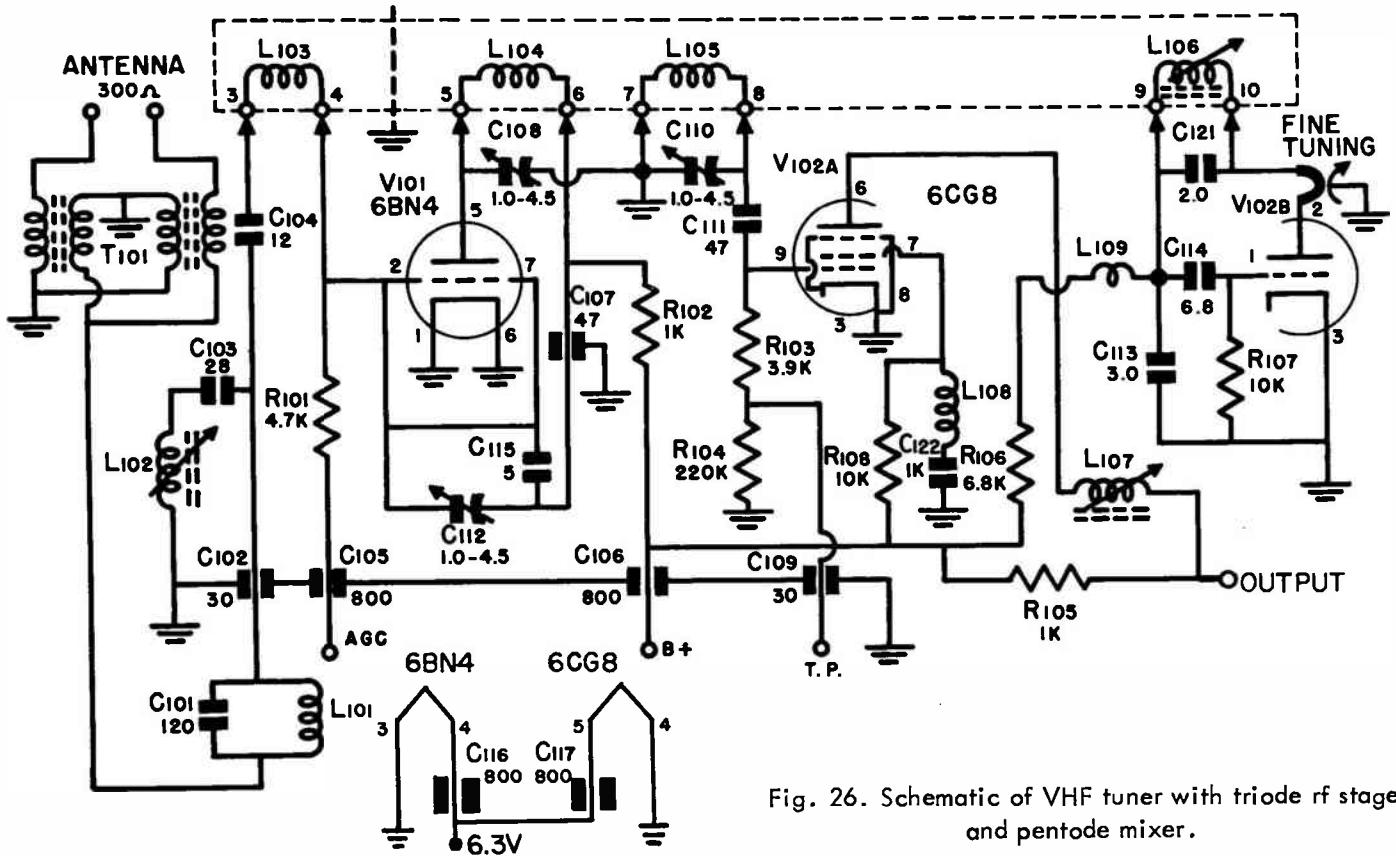 L103
L104
L105
L106
ANTENNA
300Ω
3 4 5 6 7 8 9 10
C108
1.0-4.5
C110
1.0-4.5
C121
2.0
FINE
TUNING
V101
6BN4
V102A
6CG8
V102B
T101
C104
12
C111
47
5
2 7
1 6
6
9 7
8
3
2
1
3
L109
C114
6.8
C107
47
R102
1K
R103
3.9K
C113
3.0
R107
10K
C103
28
R101
4.7K
L102
C115
5
R104
220K
R108
10K
L108
C122
1K
R106
6.8K
L107
C112
1.0-4.5
C102
30
C105
800
C106
800
C109
30
R105
1K
OUTPUT
AGC
B+
T.P.
6BN4
6CG8
C101
120
L101
3 4 5 4
C116
800
C117
800
6.3V
Fig. 26. Schematic of VHF tuner with triode rf stage
and pentode mixer.